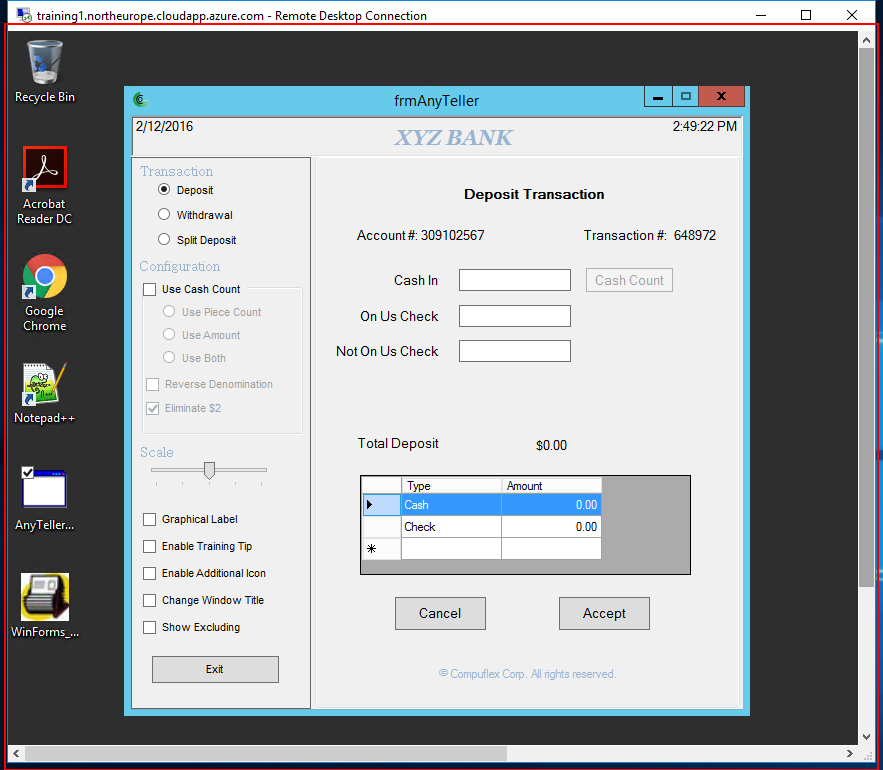 training1.northeurope.cloudapp.azure.com - Remote Desktop Connection
Recycle Bin
Acrobat
Reader DC
Google
Chrome
Notepad++
AnyTeller...
WinForms_...
frmAnyTeller
2/12/2016
XYZ BANK
2:49:22 PM
Transaction
Deposit
Withdrawal
Split Deposit
Configuration
Use Cash Count
Use Piece Count
Use Amount
Use Both
Reverse Denomination
Eliminate $2
Scale
Graphical Label
Enable Training Tip
Enable Additional Icon
Change Window Title
Show Excluding
Exit
Deposit Transaction
Account #: 309102567 Transaction #: 648972
Cash In Cash Count
On Us Check
Not On Us Check
Total Deposit $0.00
Type Amount
Cash 0.00
Check 0.00
Cancel Accept
© Compuflex Corp. All rights reserved.